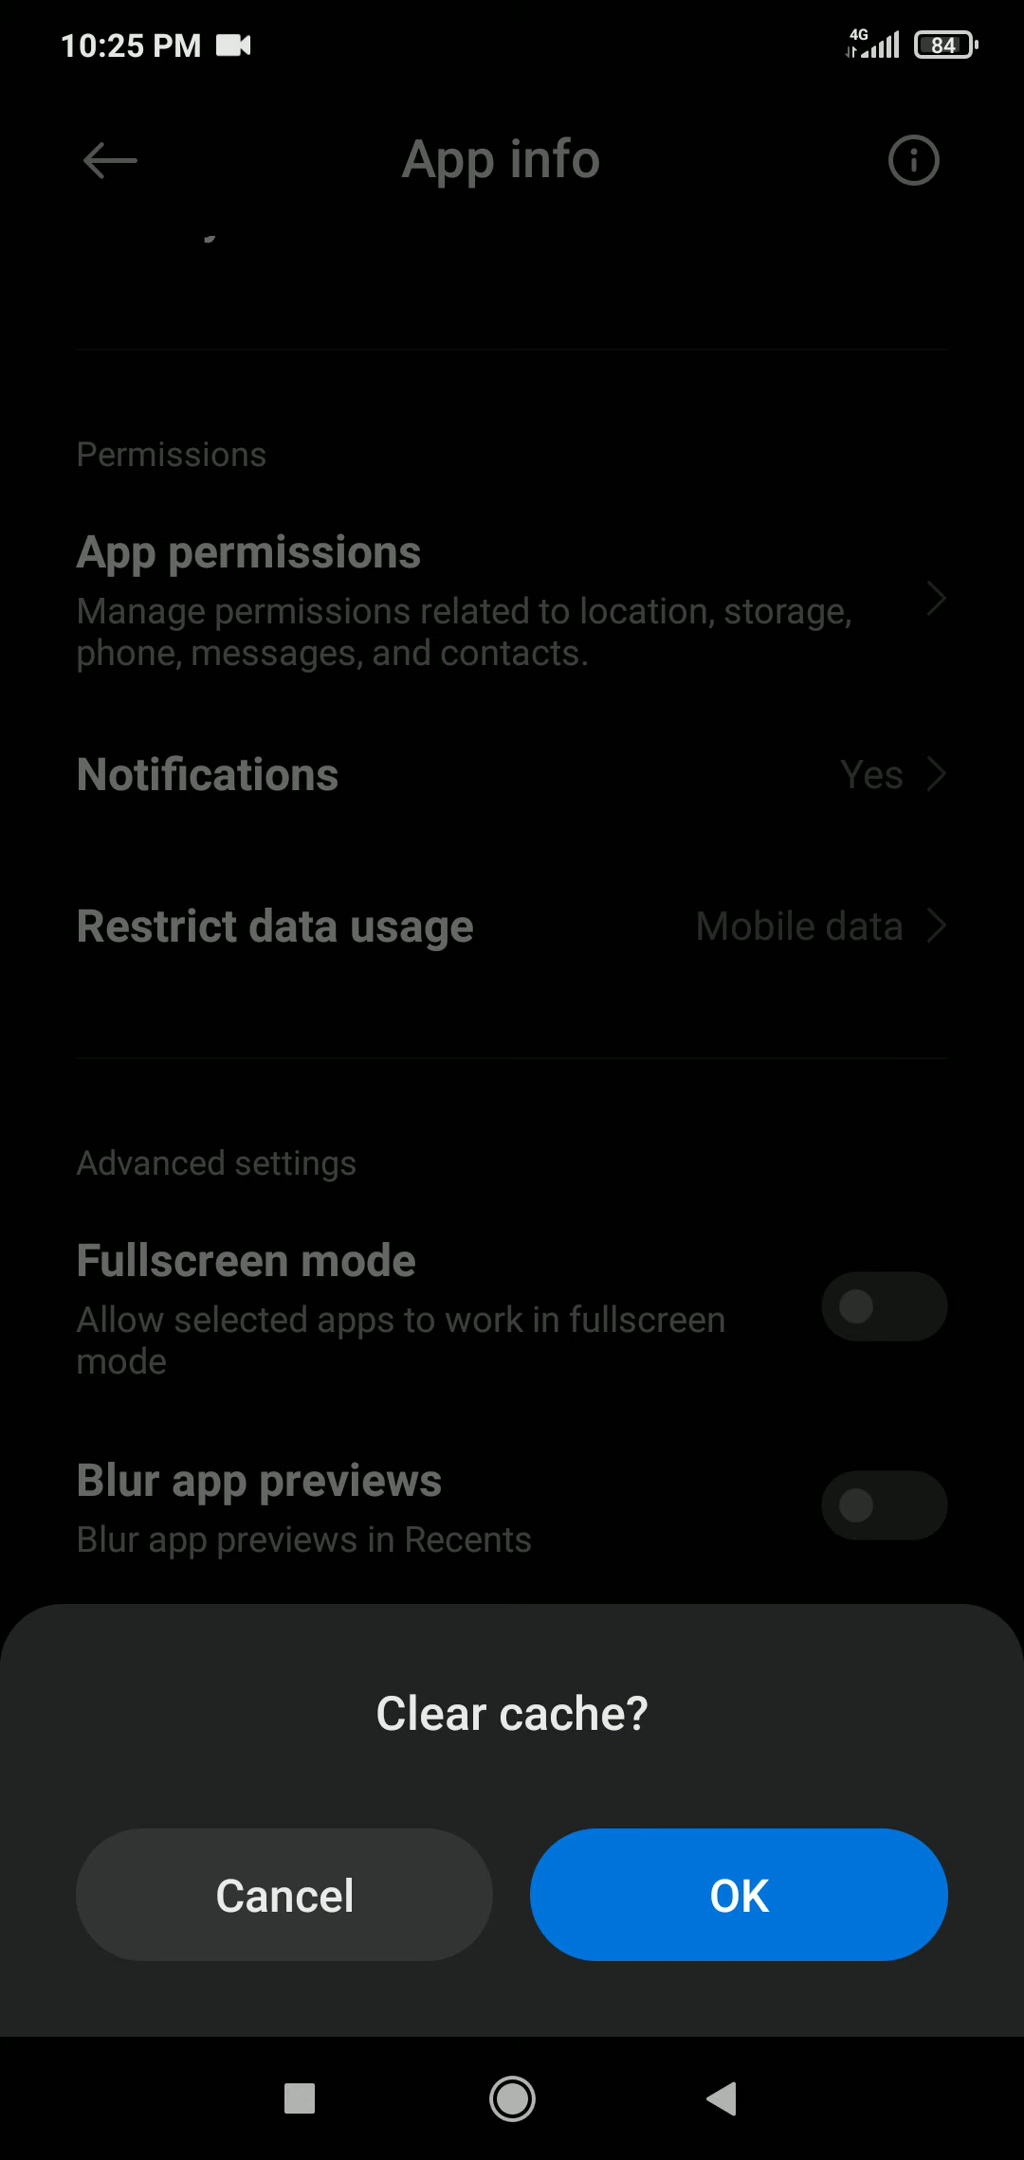 10:25 PM
4G
84
App info
Permissions
App permissions
Manage permissions related to location, storage,
phone, messages, and contacts.
Notifications
Yes
Restrict data usage
Mobile data
Advanced settings
Fullscreen mode
Allow selected apps to work in fullscreen
mode
Blur app previews
Blur app previews in Recents
Clear cache?
Cancel
OK